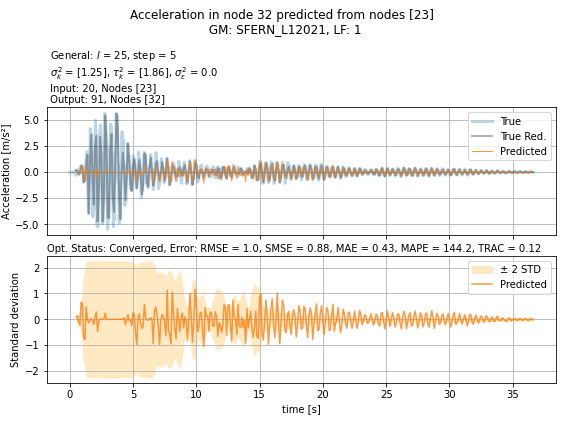 Acceleration in node 32 predicted from nodes [23]
GM: SFERN_L12021, LF: 1
General: l = 25, step = 5
σ²ₖ = [1.25], τ²ₖ = [1.86], σ²ε = 0.0
Input: 20, Nodes [23]
Output: 91, Nodes [32]
Acceleration [m/s²]
5.0
2.5
0.0
−2.5
−5.0
True
True Red.
Predicted
Opt. Status: Converged, Error: RMSE = 1.0, SMSE = 0.88, MAE = 0.43, MAPE = 144.2, TRAC = 0.12
Standard deviation
2
1
0
−1
−2
± 2 STD
Predicted
0 5 10 15 20 25 30 35
time [s]